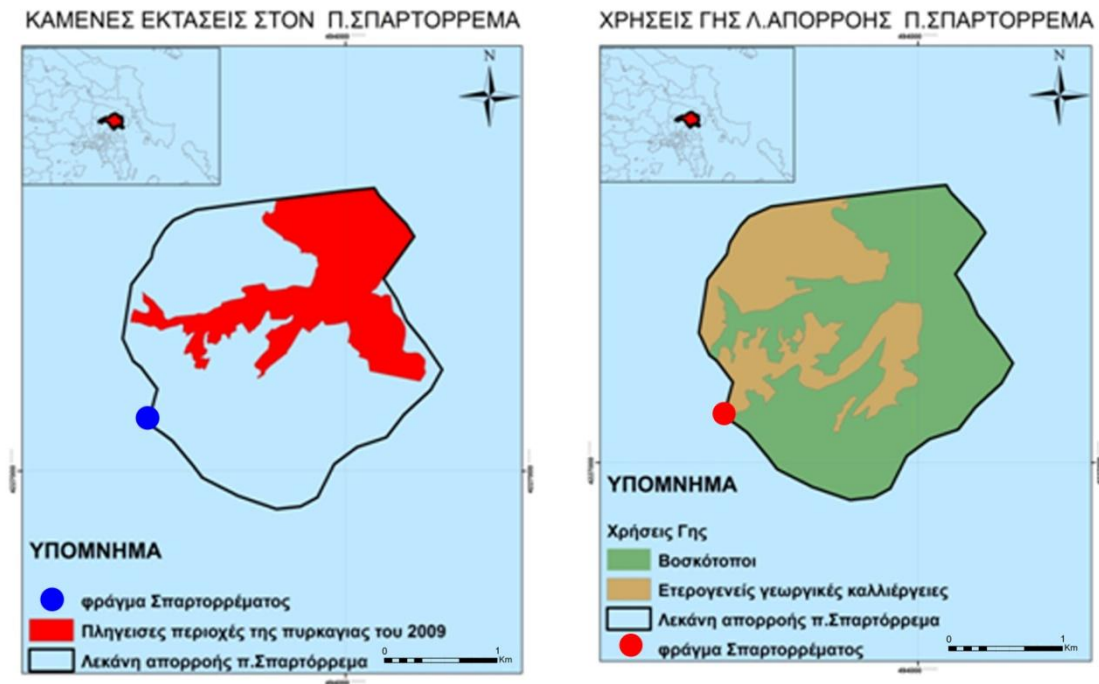 ΚΑΜΕΝΕΣ ΕΚΤΑΣΕΙΣ ΣΤΟΝ Π.ΣΠΑΡΤΟΡΡΕΜΑ
N
ΥΠΟΜΝΗΜΑ
φράγμα Σπαρτορρέματος
Πληγεισες περιοχές της πυρκαγιας του 2009
Λεκάνη απορροής π.Σπαρτόρρεμα
0 1
Km
ΧΡΗΣΕΙΣ ΓΗΣ Λ.ΑΠΟΡΡΟΗΣ Π.ΣΠΑΡΤΟΡΡΕΜΑ
N
ΥΠΟΜΝΗΜΑ
Χρήσεις Γης
Βοσκότοποι
Ετερογενείς γεωργικές καλλιέργειες
Λεκάνη απορροής π.Σπαρτόρρεμα
φράγμα Σπαρτορρέματος
0 1
Km